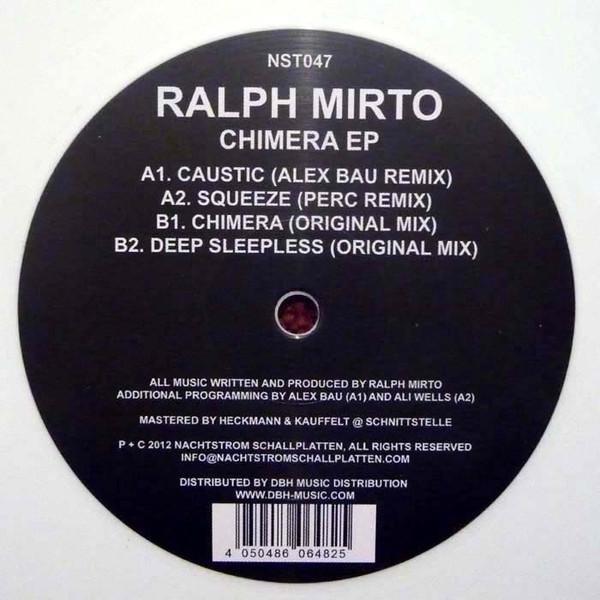 NST047
RALPH MIRTO
CHIMERA EP
A1. CAUSTIC (ALEX BAU REMIX)
A2. SQUEEZE (PERC REMIX)
B1. CHIMERA (ORIGINAL MIX)
B2. DEEP SLEEPLESS (ORIGINAL MIX)
ALL MUSIC WRITTEN AND PRODUCED BY RALPH MIRTO
ADDITIONAL PROGRAMMING BY ALEX BAU (A1) AND ALI WELLS (A2)
MASTERED BY HECKMANN & KAUFFELT @ SCHNITTSTELLE
P + C 2012 NACHTSTROM SCHALLPLATTEN, ALL RIGHTS RESERVED
INFO@NACHTSTROMSCHALLPLATTEN.COM
DISTRIBUTED BY DBH MUSIC DISTRIBUTION
WWW.DBH-MUSIC.COM
4 050486 064825